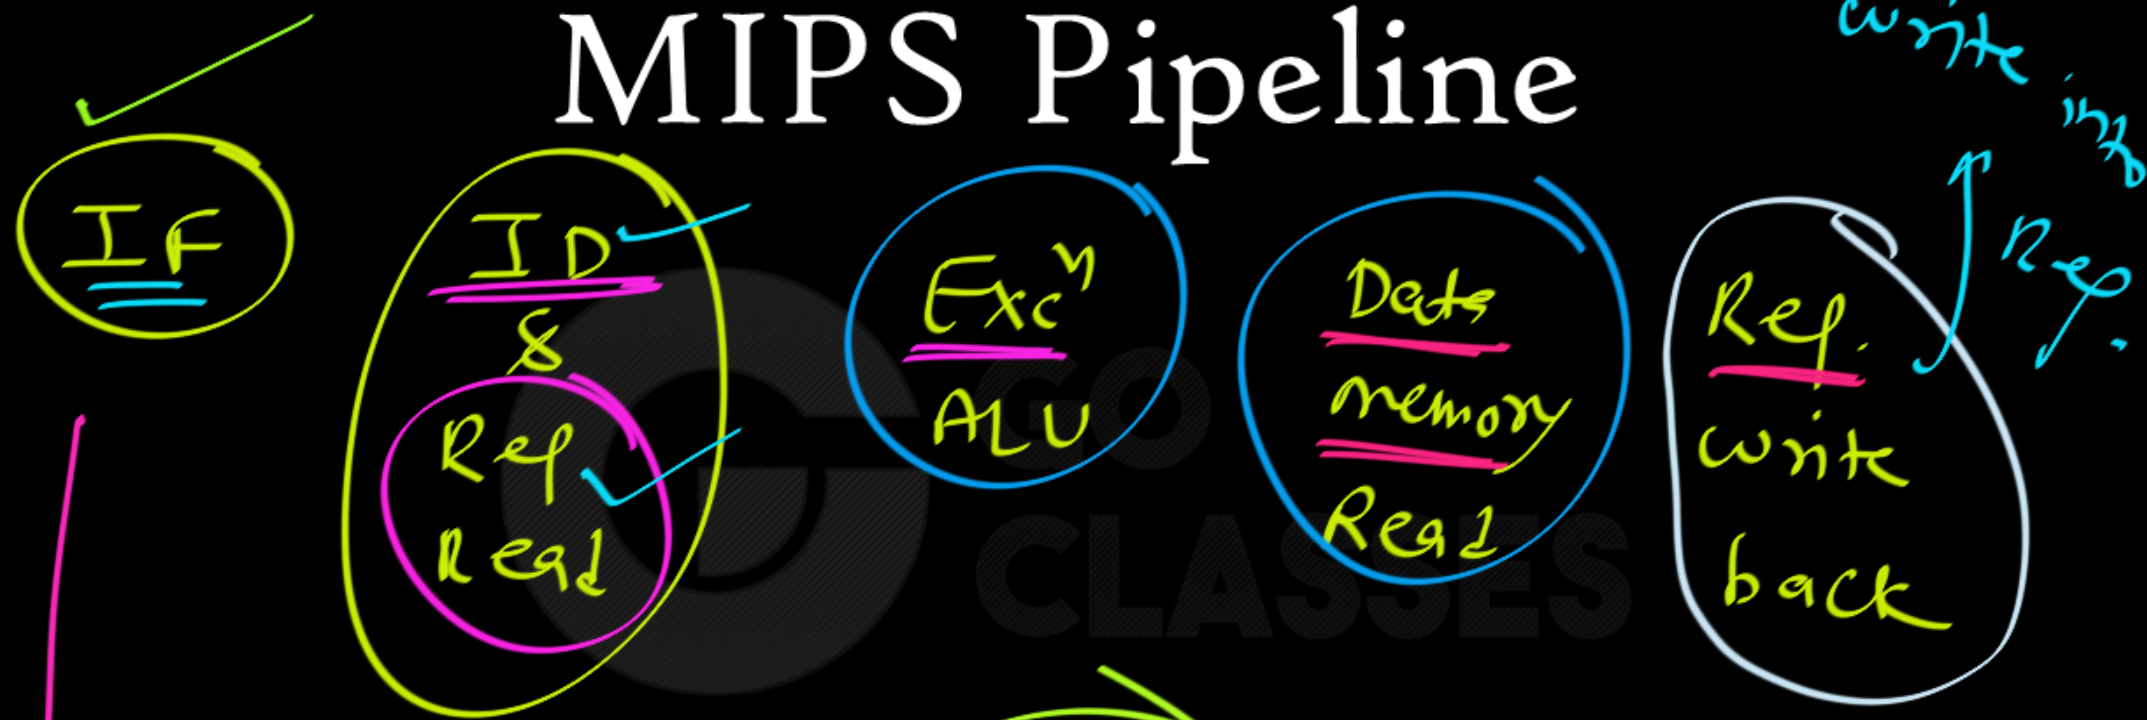 MIPS Pipeline
write
into
Reg.
IF
ID
&
Reg
Read
Excⁿ
ALU
Data
memory
Read
Reg.
write
back
GO
CLASSES